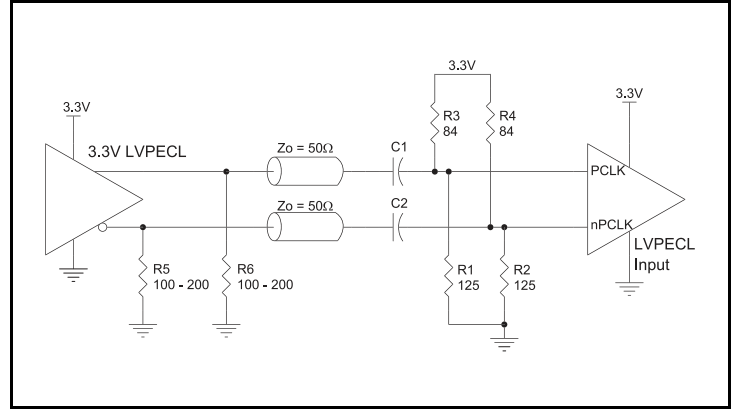 3.3V
3.3V LVPECL
R5
100 - 200
R6
100 - 200
Zo = 50Ω
Zo = 50Ω
C1
C2
3.3V
R3
84
R4
84
R1
125
R2
125
3.3V
PCLK
nPCLK
LVPECL
Input